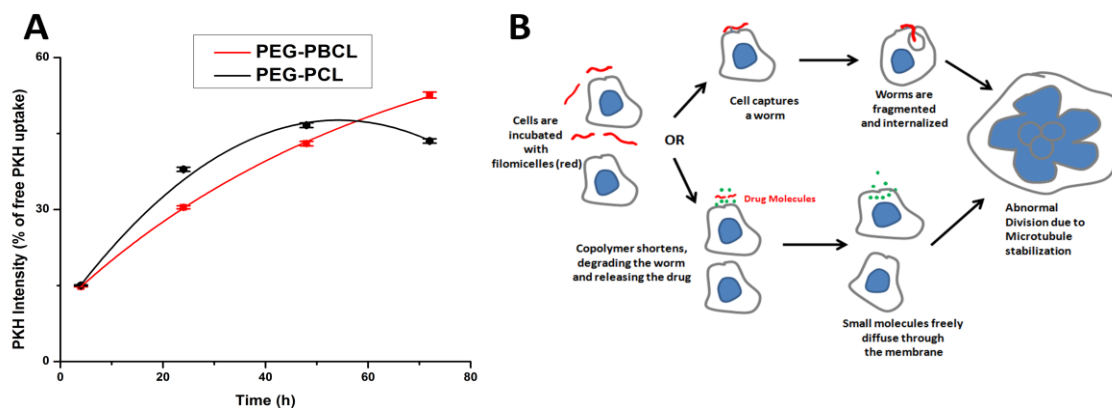 A
PEG-PBCL
PEG-PCL
60
30
0
0
20
40
60
80
PKH Intensity (% of free PKH uptake)
Time (h)
B
Cells are
incubated
with
filomicelles (red)
OR
Cell captures
a worm
Worms are
fragmented
and internalized
Drug Molecules
Copolymer shortens,
degrading the worm
and releasing the drug
Small molecules freely
diffuse through
the membrane
Abnormal
Division due to
Microtubule
stabilization